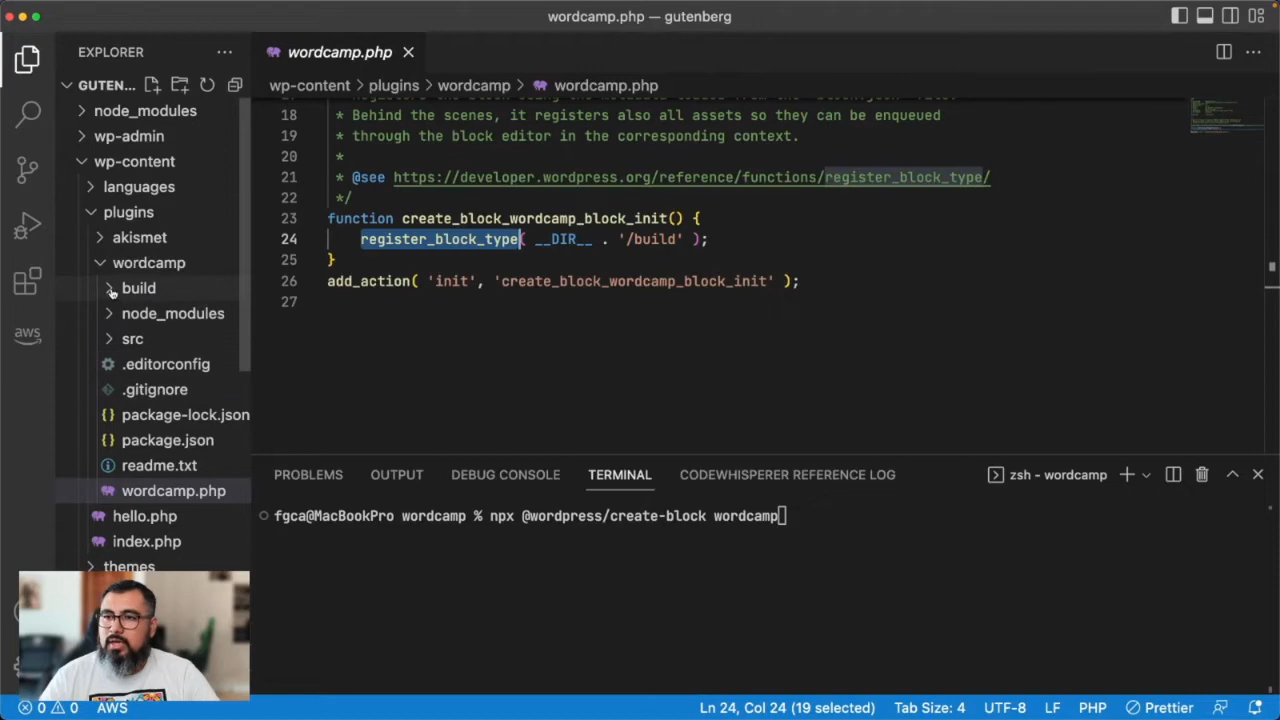 wordcamp.php — gutenberg
EXPLORER
wordcamp.php
GUTEN...
wp-content > plugins > wordcamp > wordcamp.php
node_modules
wp-admin
wp-content
languages
plugins
akismet
wordcamp
build
node_modules
src
.editorconfig
.gitignore
package-lock.json
package.json
readme.txt
wordcamp.php
hello.php
index.php
themes
aws
18 * Behind the scenes, it registers also all assets so they can be enqueued
19 * through the block editor in the corresponding context.
20 *
21 * @see https://developer.wordpress.org/reference/functions/register_block_type/
22 */
23 function create_block_wordcamp_block_init() {
24 register_block_type( __DIR__ . '/build' );
25 }
26 add_action( 'init', 'create_block_wordcamp_block_init' );
27
PROBLEMS OUTPUT DEBUG CONSOLE TERMINAL CODEWHISPERER REFERENCE LOG zsh - wordcamp
fgca@MacBookPro wordcamp % npx @wordpress/create-block wordcamp
0 0 AWS Ln 24, Col 24 (19 selected) Tab Size: 4 UTF-8 LF PHP Prettier